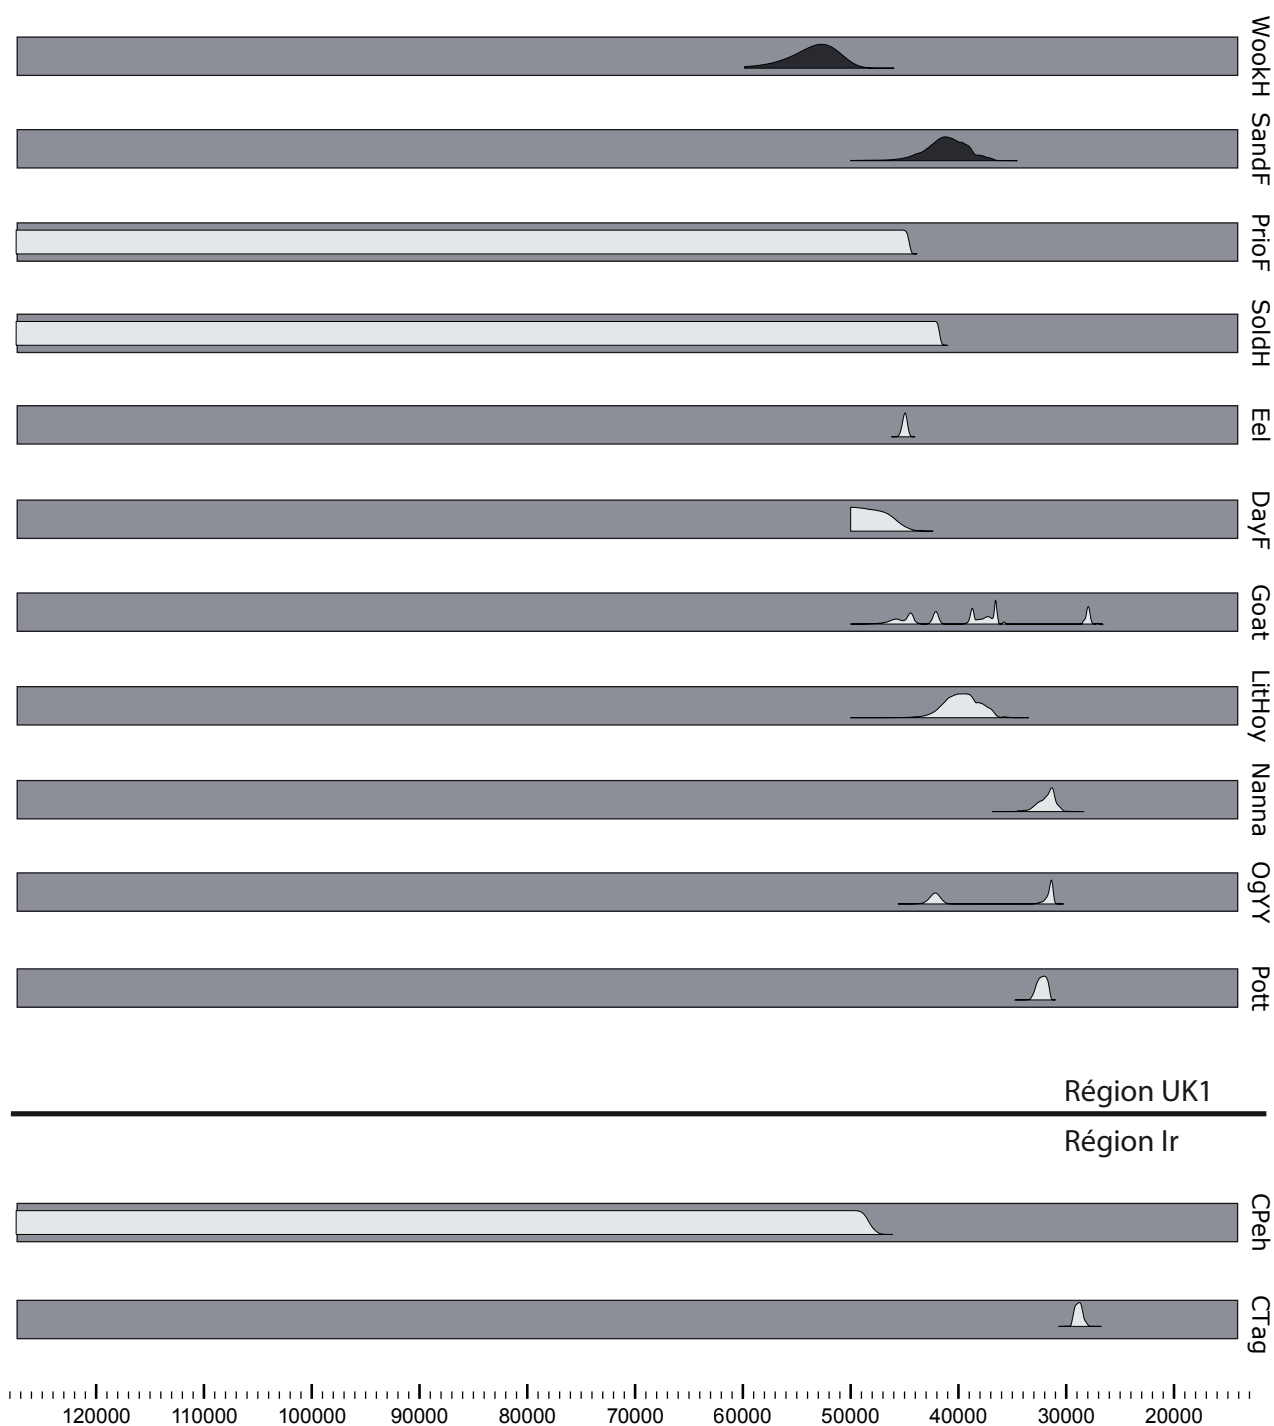 WookH
SandF
PrioF
SoldH
Eel
DayF
Goat
LitHoy
Nanna
OgYY
Pott
Région UK1
Région Ir
CPeh
CTag
120000 110000 100000 90000 80000 70000 60000 50000 40000 30000 20000